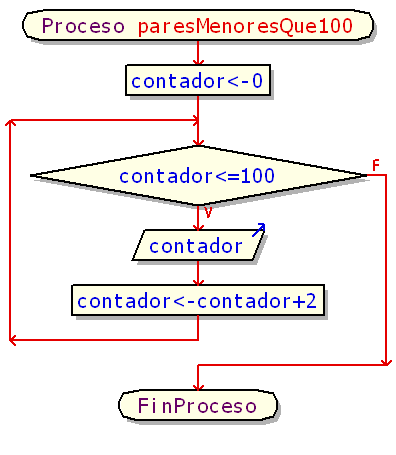 Proceso paresMenoresQue100
contador<-0
contador<=100
F
V
contador
contador<-contador+2
FinProceso